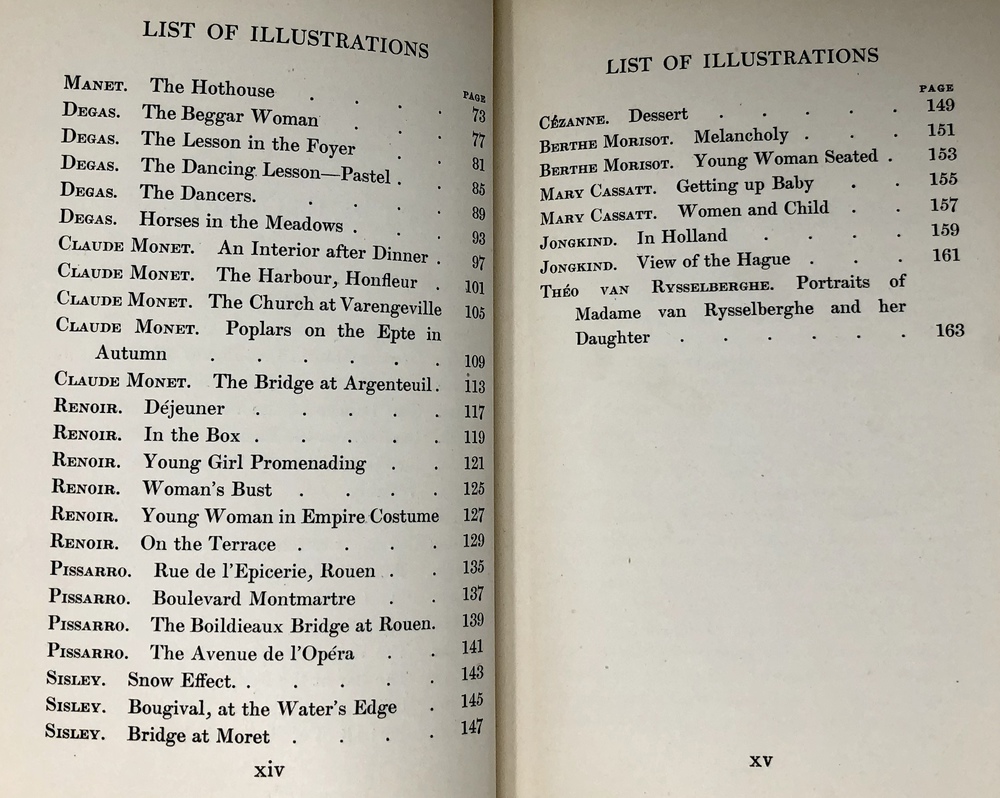 LIST OF ILLUSTRATIONS
PAGE
MANET. The Hothouse . . . . 73
DEGAS. The Beggar Woman . . . 77
DEGAS. The Lesson in the Foyer . . 81
DEGAS. The Dancing Lesson—Pastel . . 85
DEGAS. The Dancers. . . . . 89
DEGAS. Horses in the Meadows . . . 93
CLAUDE MONET. An Interior after Dinner . 97
CLAUDE MONET. The Harbour, Honfleur . 101
CLAUDE MONET. The Church at Varengeville 105
CLAUDE MONET. Poplars on the Epte in
Autumn . . . . . . 109
CLAUDE MONET. The Bridge at Argenteuil. 113
RENOIR. Déjeuner . . . . . 117
RENOIR. In the Box . . . . . 119
RENOIR. Young Girl Promenading . . 121
RENOIR. Woman's Bust . . . . 125
RENOIR. Young Woman in Empire Costume 127
RENOIR. On the Terrace . . . . 129
PISSARRO. Rue de l'Epicerie, Rouen . . 135
PISSARRO. Boulevard Montmartre . . 137
PISSARRO. The Boildieaux Bridge at Rouen. 139
PISSARRO. The Avenue de l'Opéra . . 141
SISLEY. Snow Effect. . . . . . 143
SISLEY. Bougival, at the Water's Edge . 145
SISLEY. Bridge at Moret . . . . 147
xiv
LIST OF ILLUSTRATIONS
PAGE
CÉZANNE. Dessert . . . . . 149
BERTHE MORISOT. Melancholy . . . 151
BERTHE MORISOT. Young Woman Seated . 153
MARY CASSATT. Getting up Baby . . 155
MARY CASSATT. Women and Child . . 157
JONGKIND. In Holland . . . . 159
JONGKIND. View of the Hague . . . 161
THÉO VAN RYSSELBERGHE. Portraits of
Madame van Rysselberghe and her
Daughter . . . . . . 163
xv